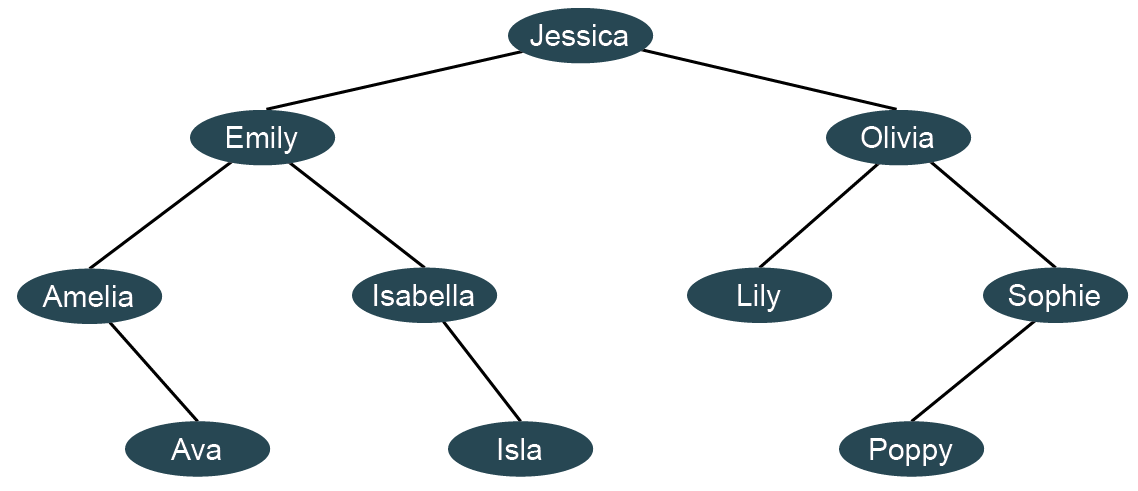 Jessica
Emily
Olivia
Amelia
Isabella
Lily
Sophie
Ava
Isla
Poppy